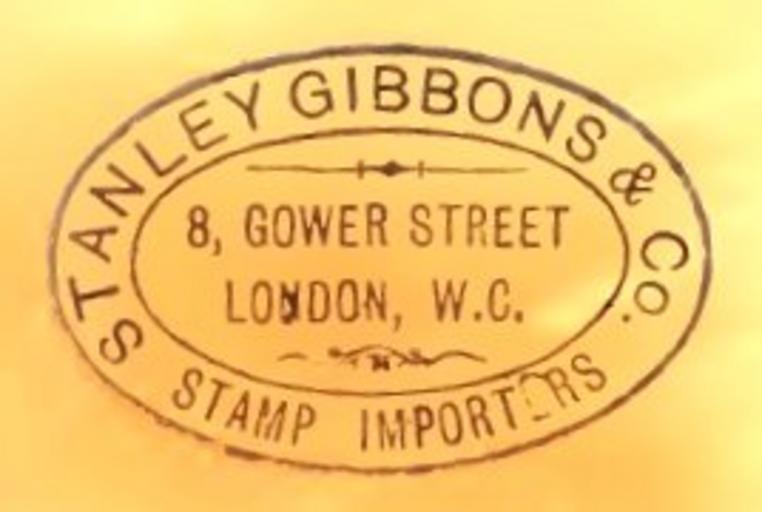 STANLEY GIBBONS & Co.
8, GOWER STREET
LONDON, W.C.
STAMP IMPORTERS